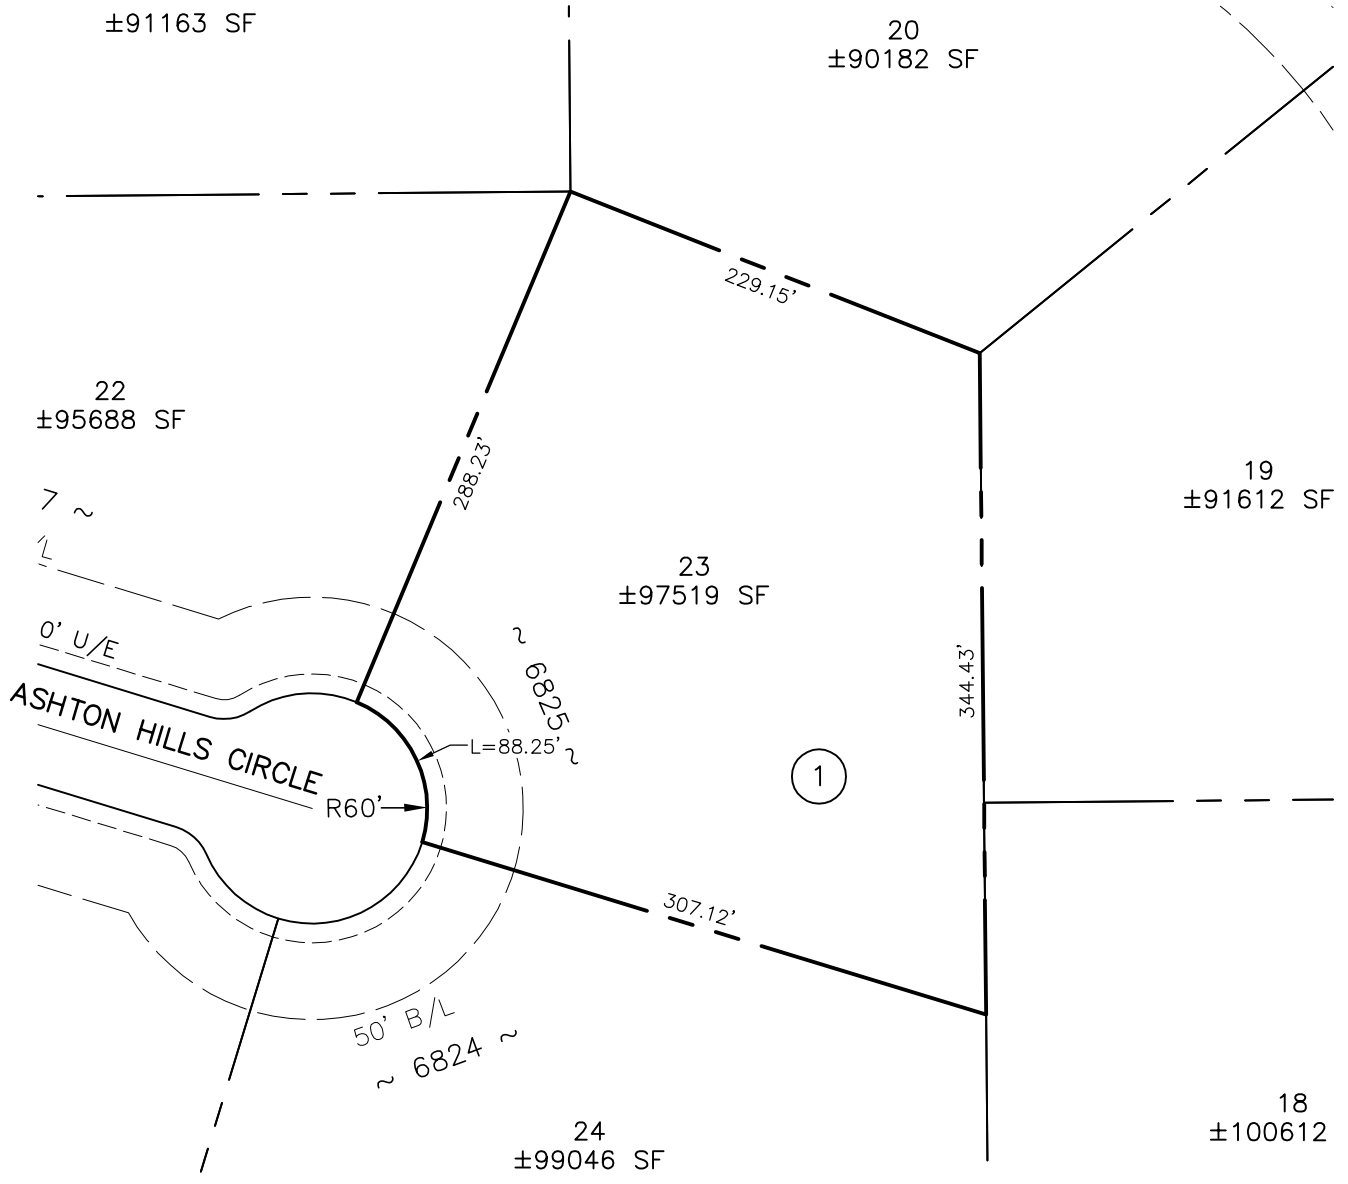 ±91163 SF
20
±90182 SF
229.15'
22
±95688 SF
288.23'
19
±91612 SF
7 ~
/L
23
±97519 SF
0' U/E
~ 6825 ~
344.43'
ASHTON HILLS CIRCLE
L=88.25'
R60'
1
307.12'
50' B/L
~ 6824 ~
24
±99046 SF
18
±100612